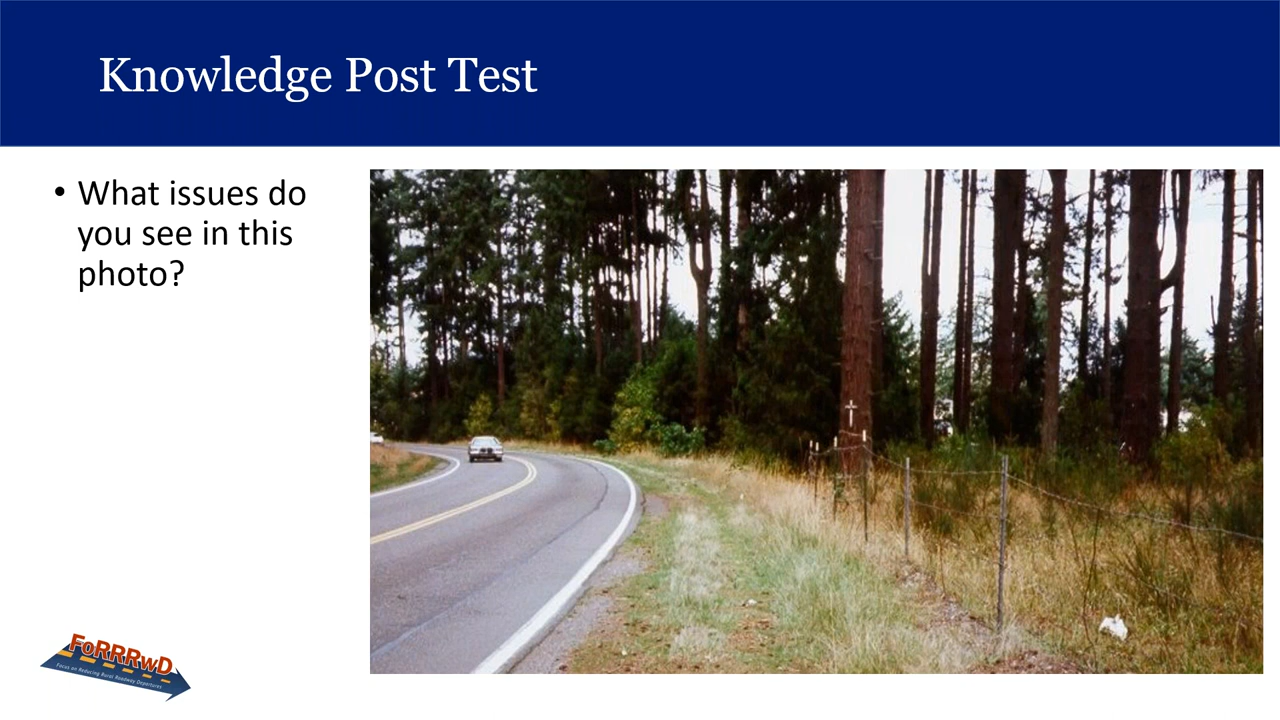 Knowledge Post Test
• What issues do
you see in this
photo?
FoRRRwD
Focus on Reducing Rural Roadway Departures